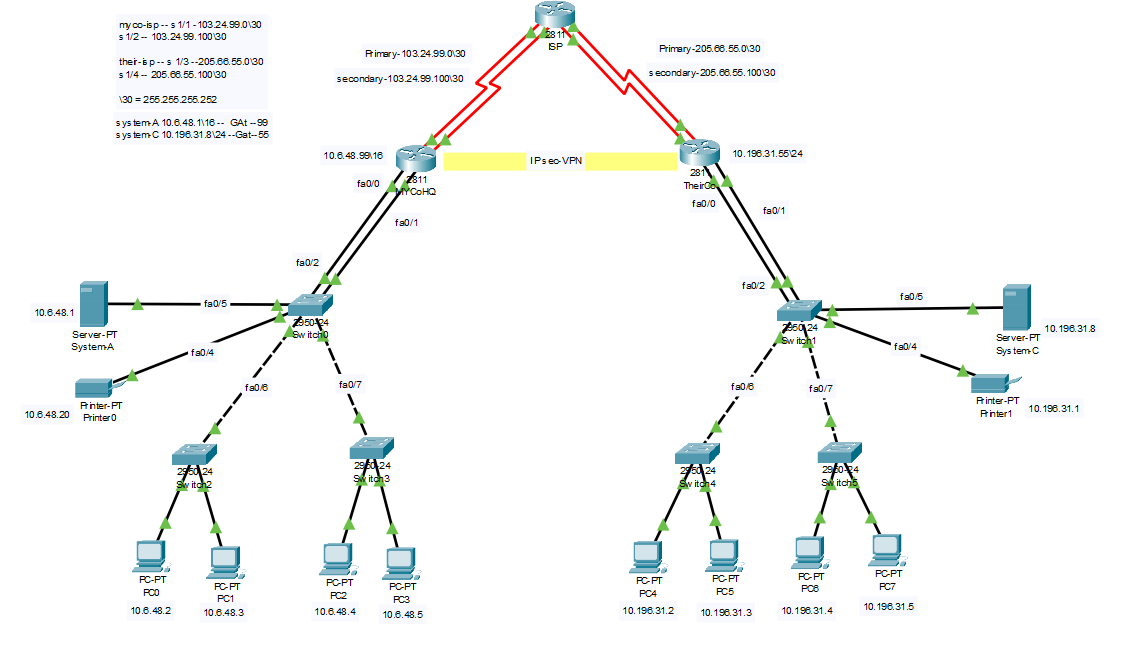 myco-isp -- s 1/1 -103.24.99.0\30
s 1/2 -- 103.24.99.100\30
their-isp -- s 1/3 --205.66.55.0\30
s 1/4 -- 205.66.55.100\30
\30 = 255.255.255.252
system-A 10.6.48.1\16 -- GAt --99
system-C 10.196.31.8\24 --Gat--55
2811
ISP
Primary-103.24.99.0\30
secondary-103.24.99.100\30
Primary-205.66.55.0\30
secondary-205.66.55.100\30
10.6.48.99\16
2811
MYCoHQ
IPsec-VPN
2811
10.196.31.55\24
fa0/0
fa0/1
fa0/0
fa0/1
fa0/2
fa0/2
10.6.48.1
Server-PT
System-A
fa0/5
2950-24
Switch0
2950-24
Switch1
fa0/5
Server-PT
System-C
10.196.31.8
fa0/4
fa0/4
10.6.48.20
Printer-PT
Printer0
fa0/6
fa0/7
fa0/6
fa0/7
Printer-PT
Printer1
10.196.31.1
2950-24
Switch2
2950-24
Switch3
2950-24
Switch4
2950-24
Switch5
PC-PT
PC0
10.6.48.2
PC-PT
PC1
10.6.48.3
PC-PT
PC2
10.6.48.4
PC-PT
PC3
10.6.48.5
PC-PT
PC4
10.196.31.2
PC-PT
PC5
10.196.31.3
PC-PT
PC6
10.196.31.4
PC-PT
PC7
10.196.31.5